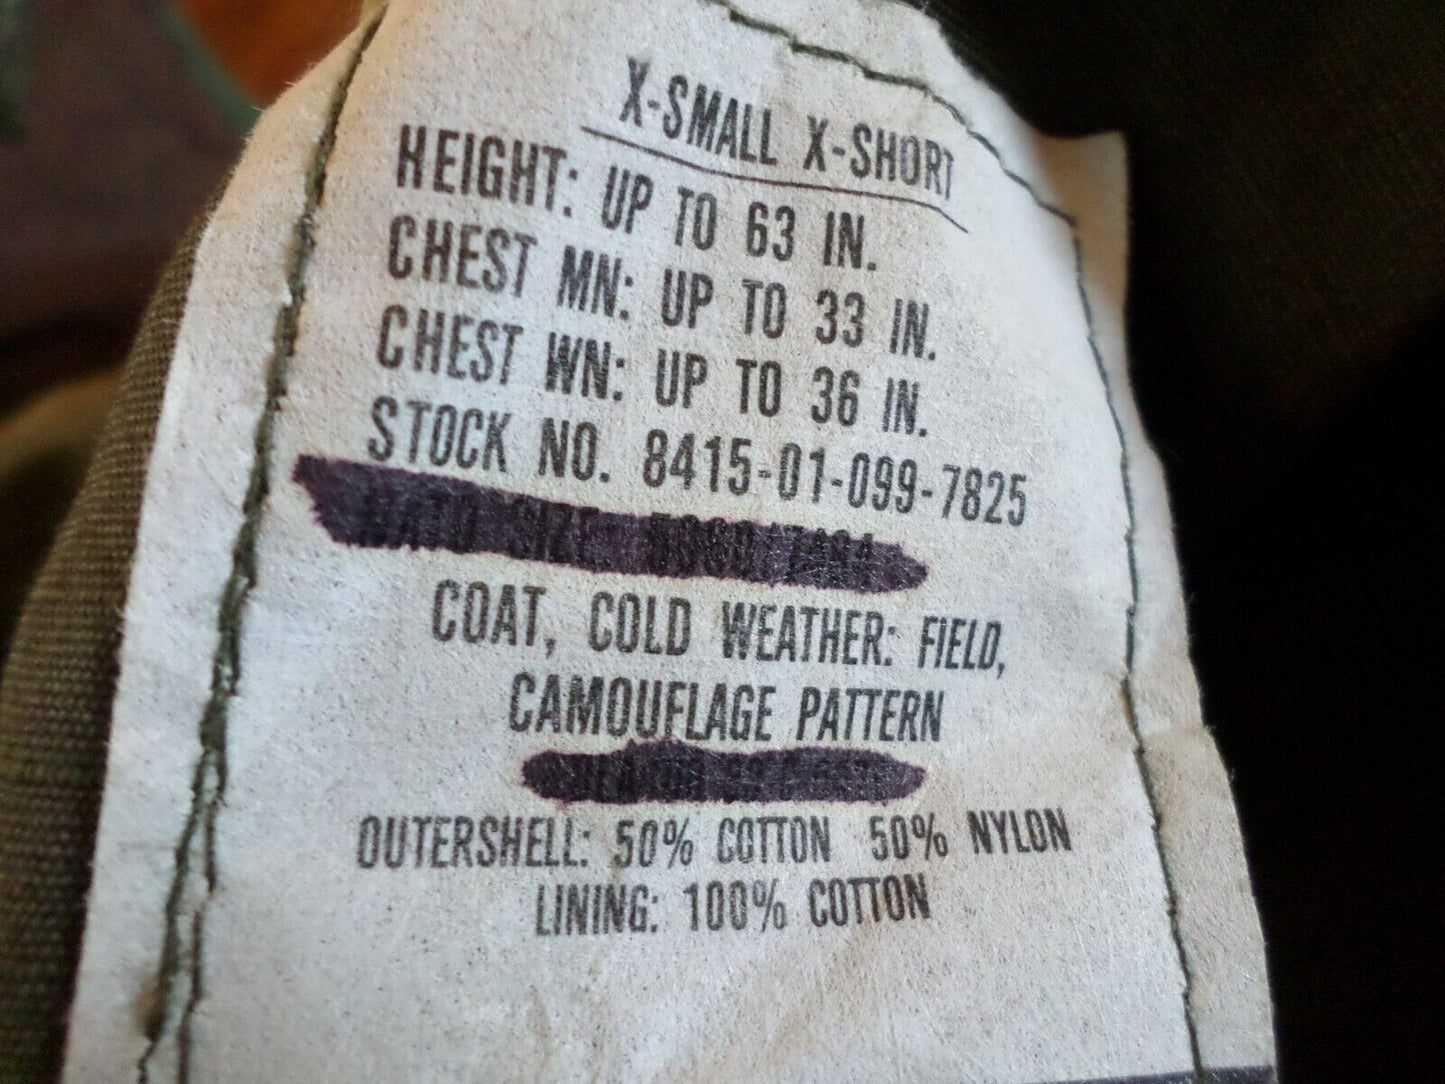 X-SMALL X-SHORT
HEIGHT: UP TO 63 IN.
CHEST MN: UP TO 33 IN.
CHEST WN: UP TO 36 IN.
STOCK NO. 8415-01-099-7825
NATO SIZE:
COAT, COLD WEATHER: FIELD,
CAMOUFLAGE PATTERN
OUTERSHELL: 50% COTTON 50% NYLON
LINING: 100% COTTON